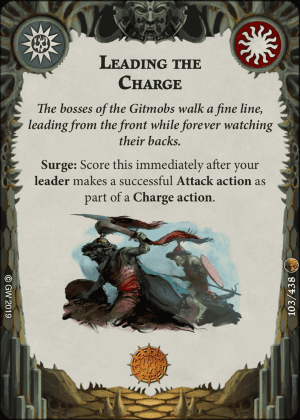 Leading the
Charge
The bosses of the Gitmobs walk a fine line,
leading from the front while forever watching
their backs.
Surge: Score this immediately after your
leader makes a successful Attack action as
part of a Charge action.
© GW 2019
103/438